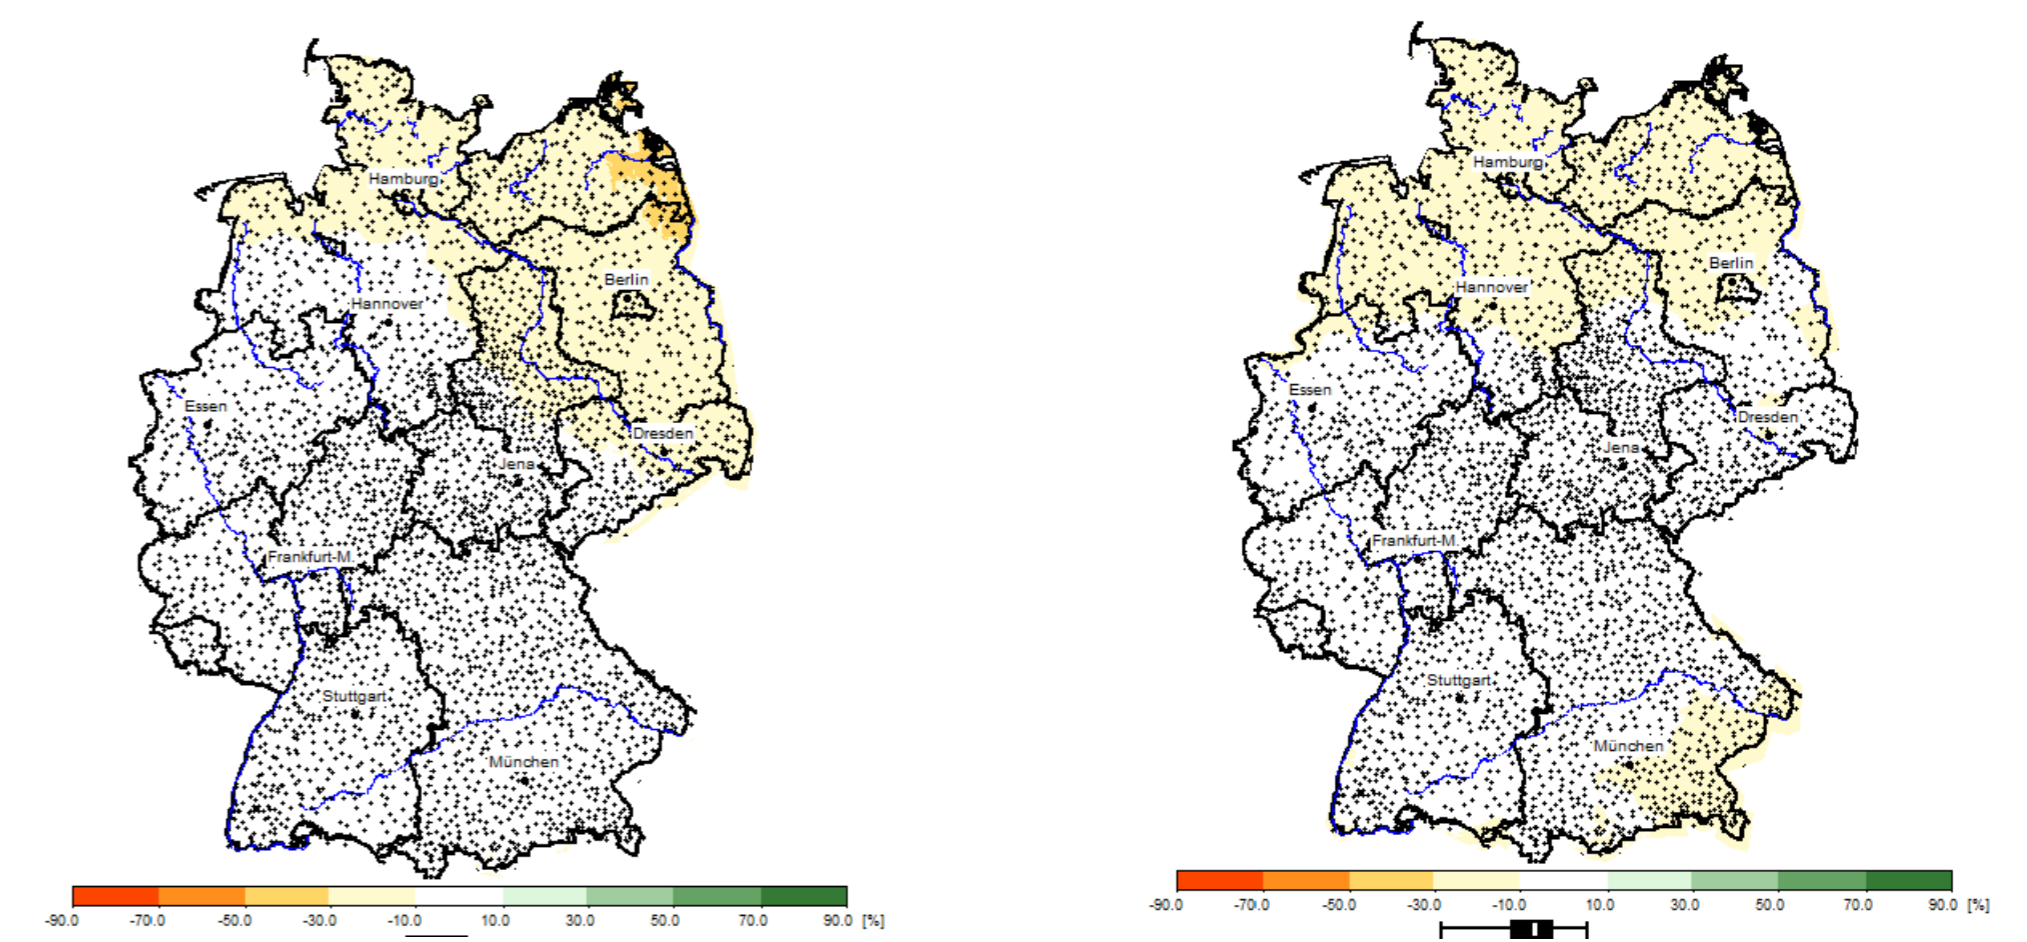 Hamburg
Berlin
Hannover
Essen
Dresden
Jena
Frankfurt-M.
Stuttgart
München
-90.0 -70.0 -50.0 -30.0 -10.0 10.0 30.0 50.0 70.0 90.0 [%]
Hamburg
Berlin
Hannover
Essen
Dresden
Jena
Frankfurt-M.
Stuttgart
München
-90.0 -70.0 -50.0 -30.0 -10.0 10.0 30.0 50.0 70.0 90.0 [%]